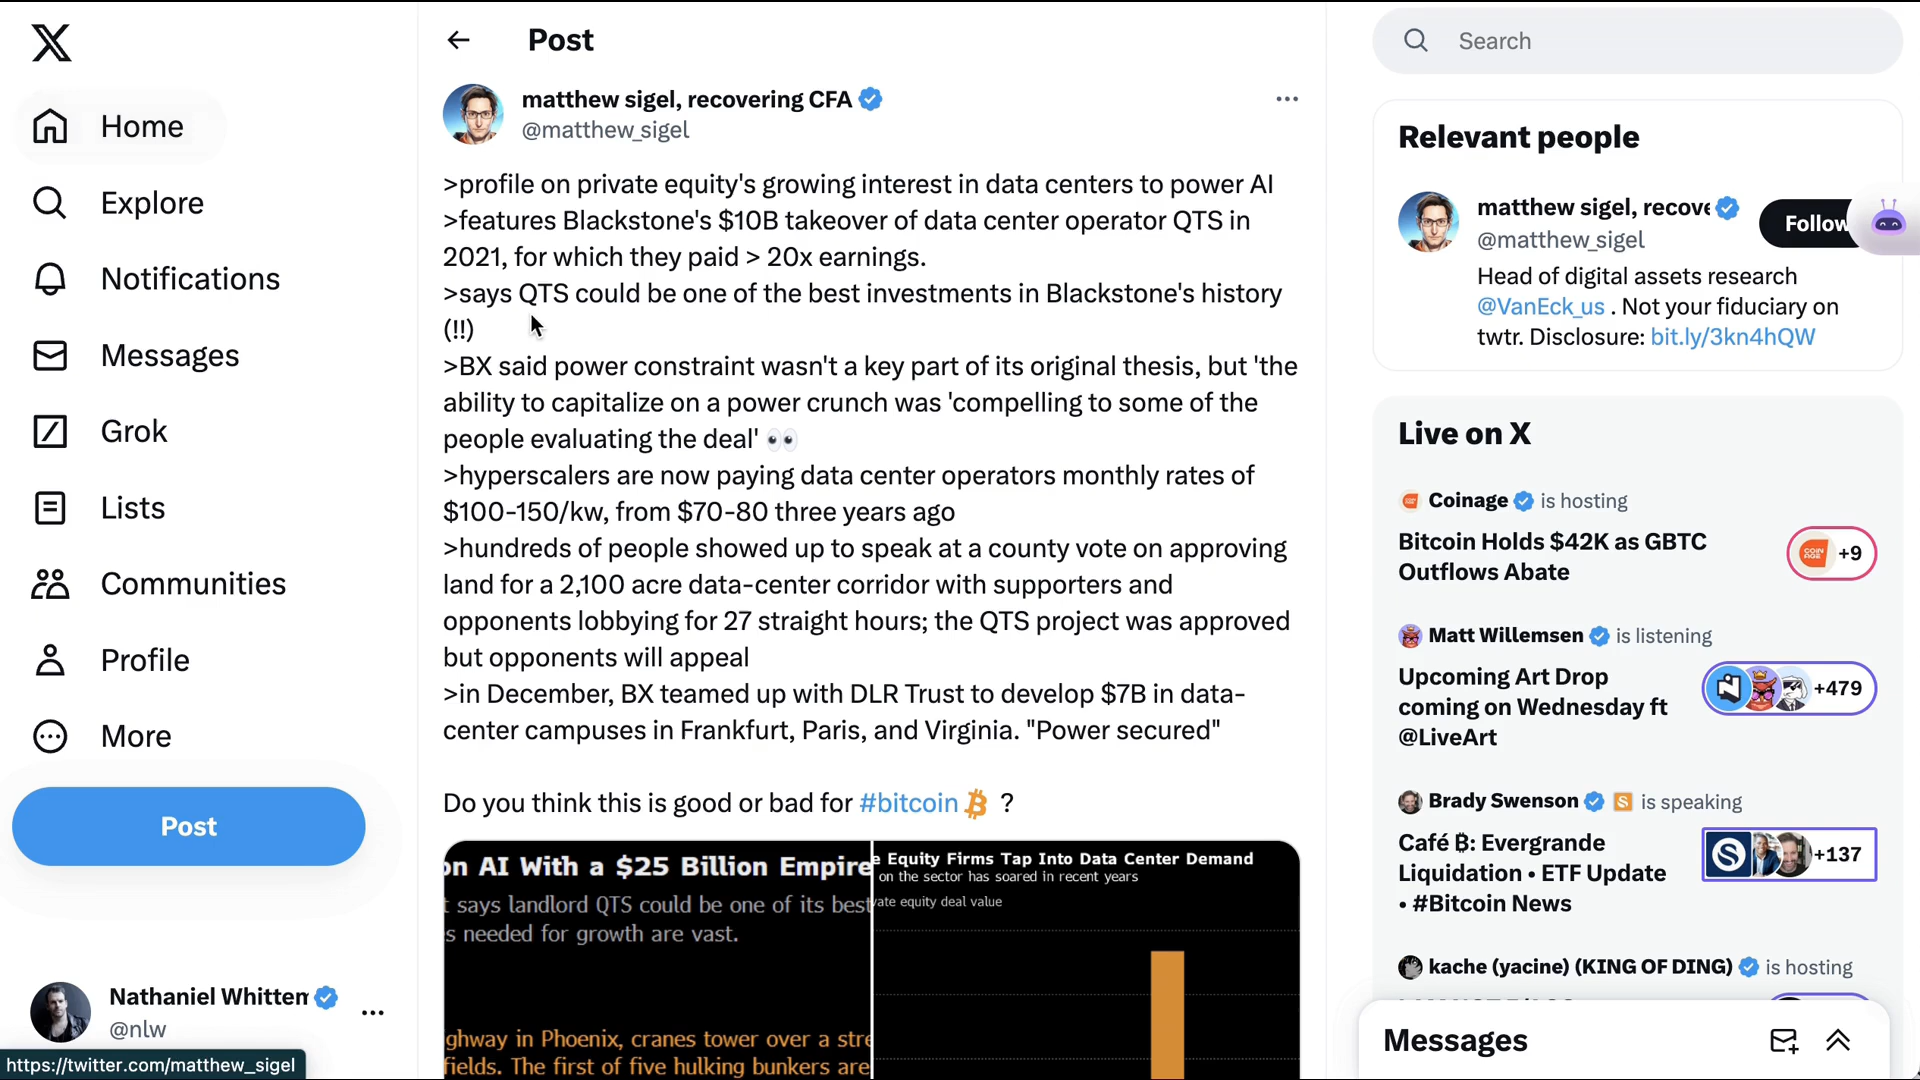 Post
Search
Home
Explore
Notifications
Messages
Grok
Lists
Communities
Profile
More
Post
Nathaniel Whittem
@nlw
https://twitter.com/matthew_sigel
matthew sigel, recovering CFA
@matthew_sigel
>profile on private equity's growing interest in data centers to power AI
>features Blackstone's $10B takeover of data center operator QTS in
2021, for which they paid > 20x earnings.
>says QTS could be one of the best investments in Blackstone's history
(!!)
>BX said power constraint wasn't a key part of its original thesis, but 'the
ability to capitalize on a power crunch was 'compelling to some of the
people evaluating the deal' 👀
>hyperscalers are now paying data center operators monthly rates of
$100-150/kw, from $70-80 three years ago
>hundreds of people showed up to speak at a county vote on approving
land for a 2,100 acre data-center corridor with supporters and
opponents lobbying for 27 straight hours; the QTS project was approved
but opponents will appeal
>in December, BX teamed up with DLR Trust to develop $7B in data-
center campuses in Frankfurt, Paris, and Virginia. "Power secured"
Do you think this is good or bad for #bitcoin ₿ ?
on AI With a $25 Billion Empire
t says landlord QTS could be one of its best
s needed for growth are vast.
ghway in Phoenix, cranes tower over a stre
fields. The first of five hulking bunkers are
e Equity Firms Tap Into Data Center Demand
on the sector has soared in recent years
vate equity deal value
Relevant people
matthew sigel, recove
@matthew_sigel
Follow
Head of digital assets research
@VanEck_us . Not your fiduciary on
twtr. Disclosure: bit.ly/3kn4hQW
Live on X
Coinage is hosting
Bitcoin Holds $42K as GBTC
Outflows Abate
COIN
AGE
+9
Matt Willemsen is listening
Upcoming Art Drop
coming on Wednesday ft
@LiveArt
+479
Brady Swenson S is speaking
Café ₿: Evergrande
Liquidation • ETF Update
• #Bitcoin News
S
+137
kache (yacine) (KING OF DING) is hosting
Messages